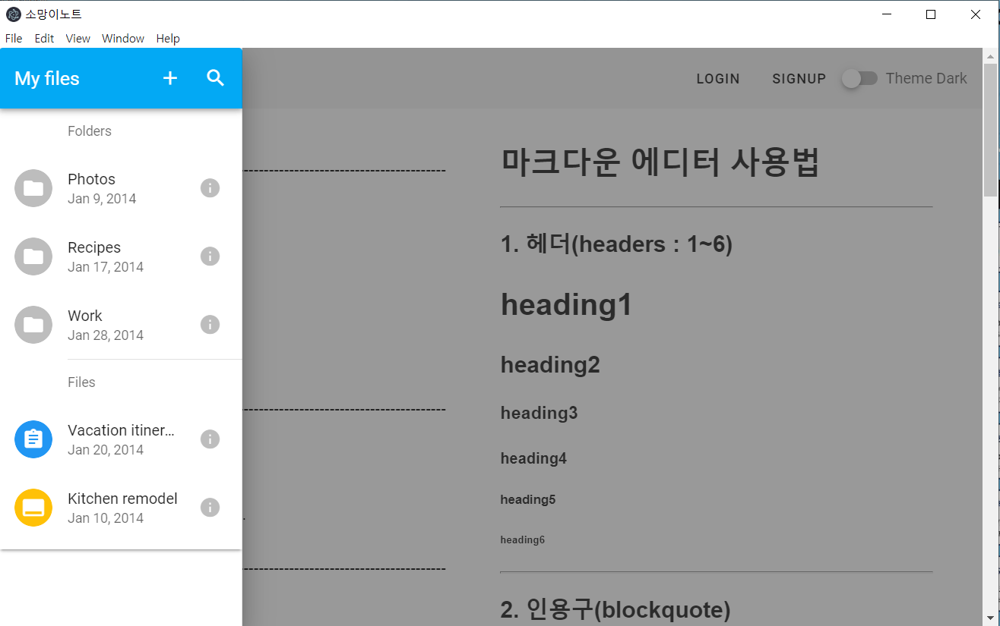 소망이노트
File Edit View Window Help
My files
LOGIN SIGNUP Theme Dark
Folders
Photos
Jan 9, 2014
Recipes
Jan 17, 2014
Work
Jan 28, 2014
Files
Vacation itiner...
Jan 20, 2014
Kitchen remodel
Jan 10, 2014
마크다운 에디터 사용법
1. 헤더(headers : 1~6)
heading1
heading2
heading3
heading4
heading5
heading6
2. 인용구(blockquote)